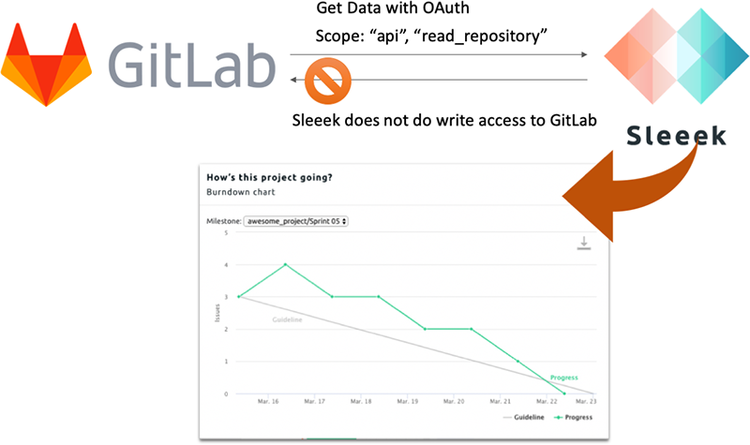 Get Data with OAuth
Scope: “api”, “read_repository”
GitLab
Sleeek does not do write access to GitLab
Sleeek
How's this project going?
Burndown chart
Milestone: awesome_project/Sprint 05
5
4
3
2
1
0
Issues
Guideline
Progress
Mar. 16 Mar. 17 Mar. 18 Mar. 19 Mar. 20 Mar. 21 Mar. 22 Mar. 23
Guideline Progress